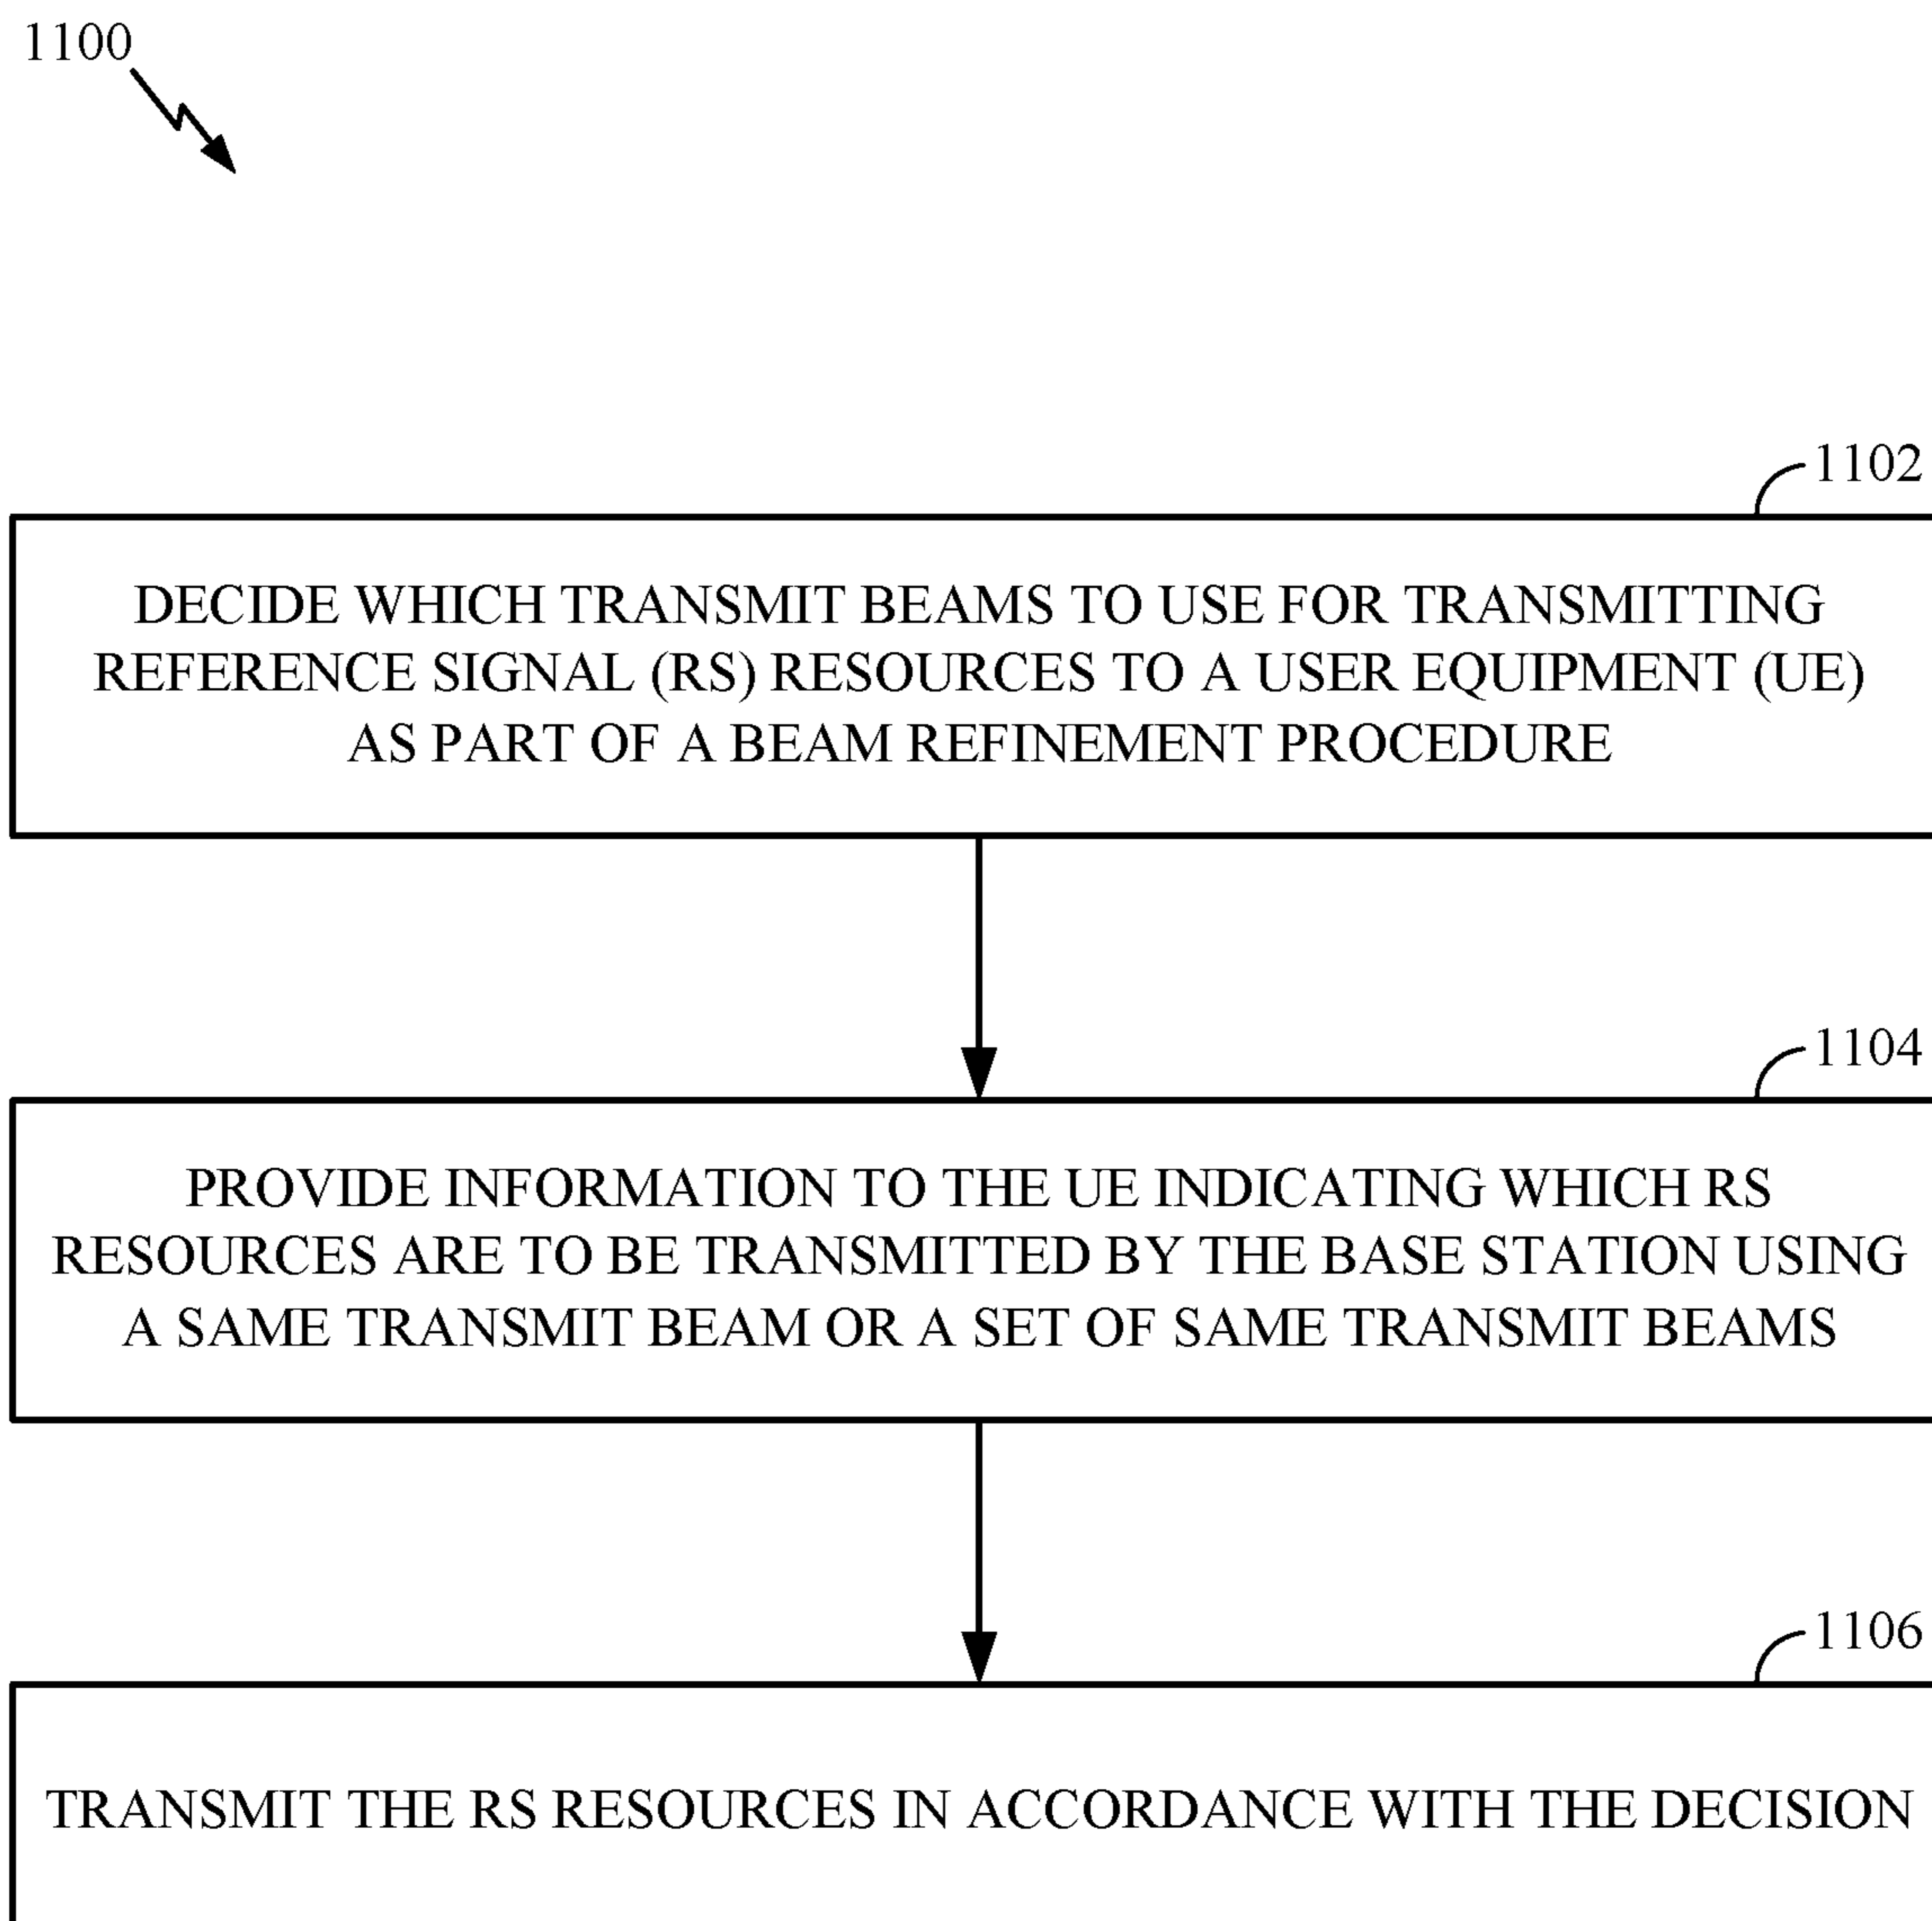 1100
1102
DECIDE WHICH TRANSMIT BEAMS TO USE FOR TRANSMITTING
REFERENCE SIGNAL (RS) RESOURCES TO A USER EQUIPMENT (UE)
AS PART OF A BEAM REFINEMENT PROCEDURE
1104
PROVIDE INFORMATION TO THE UE INDICATING WHICH RS
RESOURCES ARE TO BE TRANSMITTED BY THE BASE STATION USING
A SAME TRANSMIT BEAM OR A SET OF SAME TRANSMIT BEAMS
1106
TRANSMIT THE RS RESOURCES IN ACCORDANCE WITH THE DECISION